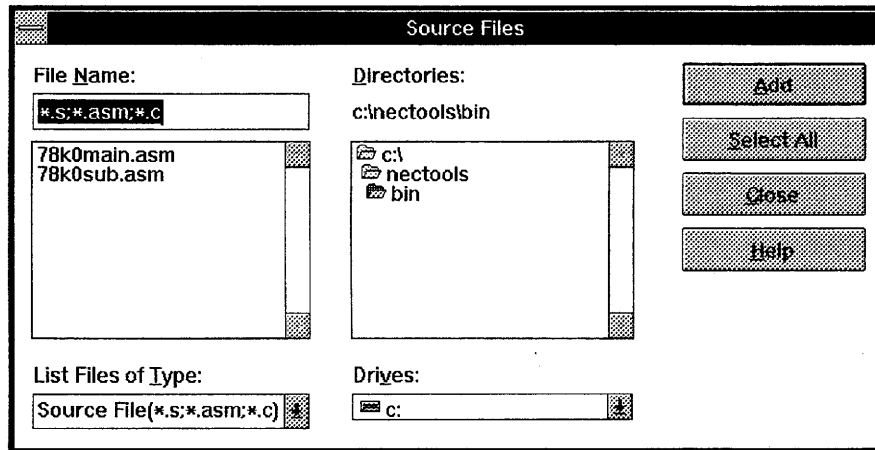 Source Files
File Name:
*.s;*.asm;*.c
78k0main.asm
78k0sub.asm
List Files of Type:
Source File(*.s;*.asm;*.c)
Directories:
c:\nectools\bin
c:\
nectools
bin
Drives:
c:
Add
Select All
Close
Help